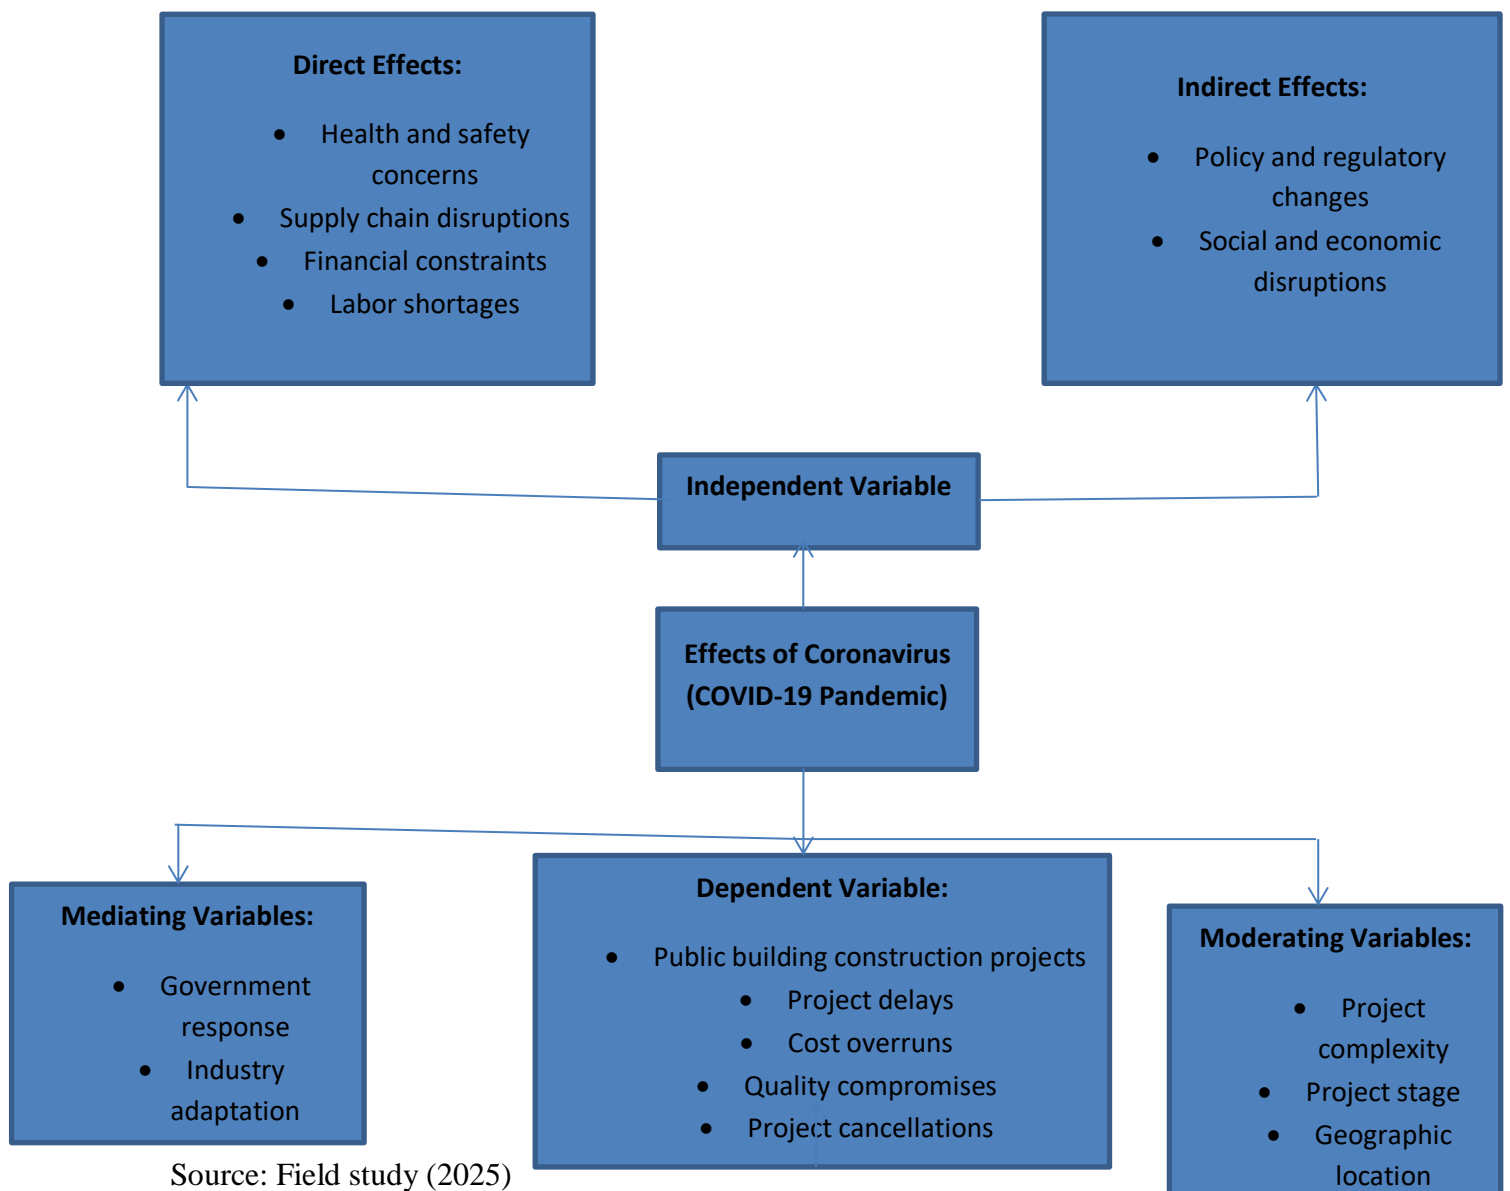 Direct Effects:
• Health and safety
concerns
• Supply chain disruptions
• Financial constraints
• Labor shortages
Indirect Effects:
• Policy and regulatory
changes
• Social and economic
disruptions
Independent Variable
Effects of Coronavirus
(COVID-19 Pandemic)
Mediating Variables:
• Government
response
• Industry
adaptation
Dependent Variable:
• Public building construction projects
• Project delays
• Cost overruns
• Quality compromises
• Project cancellations
Moderating Variables:
• Project
complexity
• Project stage
• Geographic
location
Source: Field study (2025)